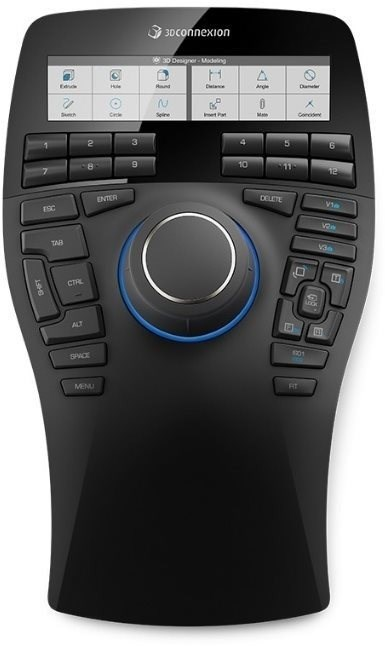 3DCONNEXION
3D Designer - Modeling
Extrude Hole Round Distance Angle Diameter
Sketch Circle Spline Insert Part Mass Coincident
1 2 3 4 5 6
7 8 9 10 11 12
ESC ENTER DELETE V1
TAB V2
V3
SHIFT CTRL T
LOCK
ALT F R
SPACE ISO1
MENU FIT